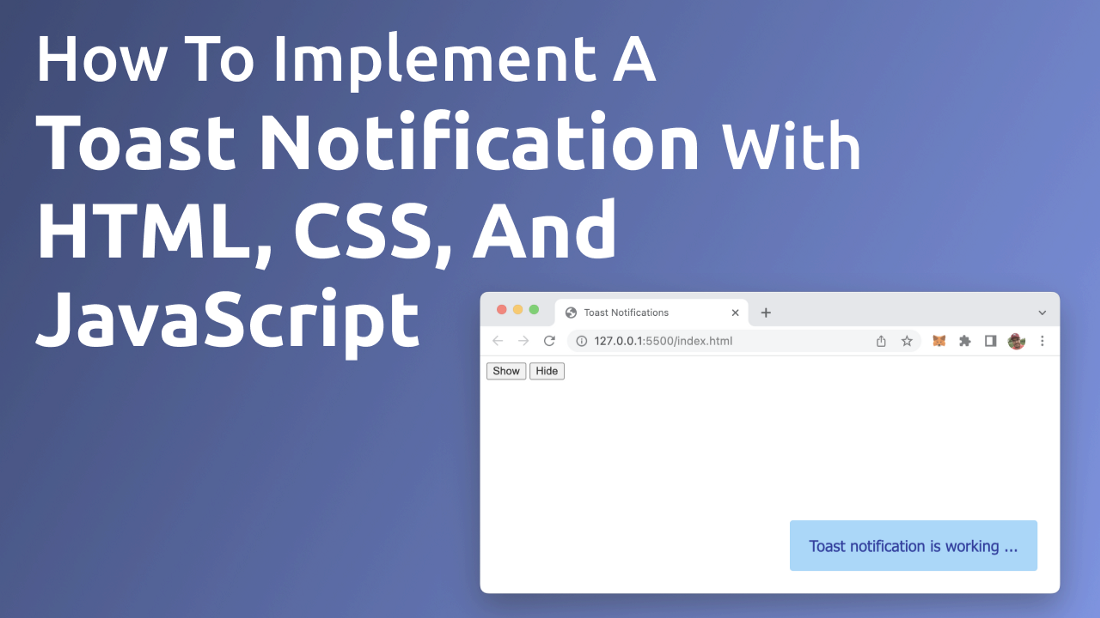 How To Implement A
Toast Notification With
HTML, CSS, And
JavaScript
Toast Notifications
127.0.0.1:5500/index.html
Show Hide
Toast notification is working ...